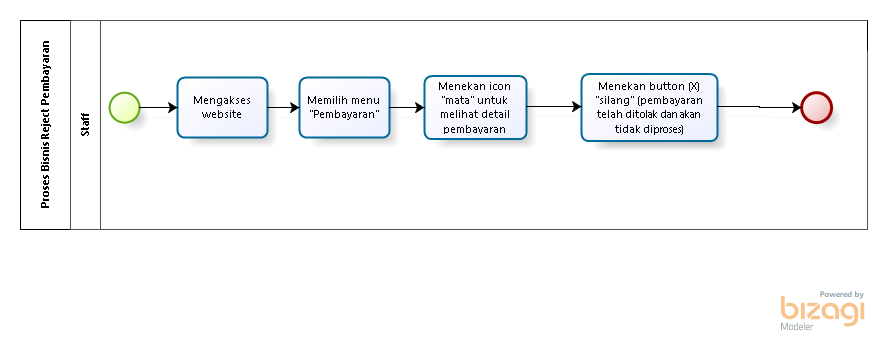 Proses Bisnis Reject Pembayaran
Staff
Mengakses
website
Memilih menu
"Pembayaran"
Menekan icon
"mata" untuk
melihat detail
pembayaran
Menekan button (X)
"silang" (pembayaran
telah ditolak dan akan
tidak diproses)
Powered by
bizagi
Modeler